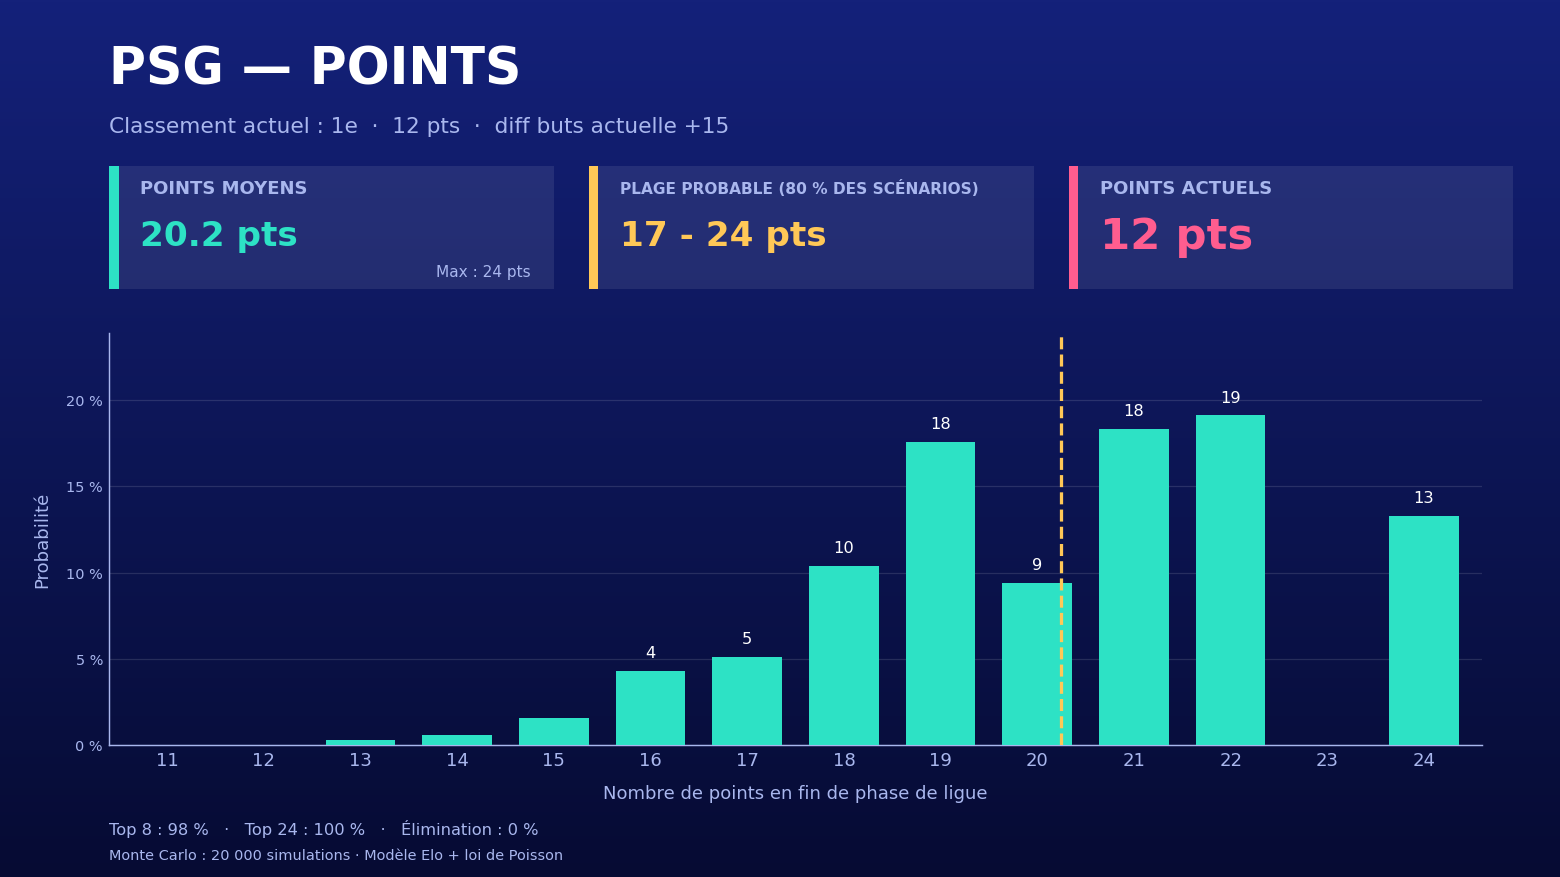 PSG — POINTS
Classement actuel : 1e · 12 pts · diff buts actuelle +15
POINTS MOYENS
20.2 pts
Max : 24 pts
PLAGE PROBABLE (80 % DES SCÉNARIOS)
17 - 24 pts
POINTS ACTUELS
12 pts
Probabilité
20 %
15 %
10 %
5 %
0 %
4
5
10
18
9
18
19
13
11 12 13 14 15 16 17 18 19 20 21 22 23 24
Nombre de points en fin de phase de ligue
Top 8 : 98 % · Top 24 : 100 % · Élimination : 0 %
Monte Carlo : 20 000 simulations · Modèle Elo + loi de Poisson